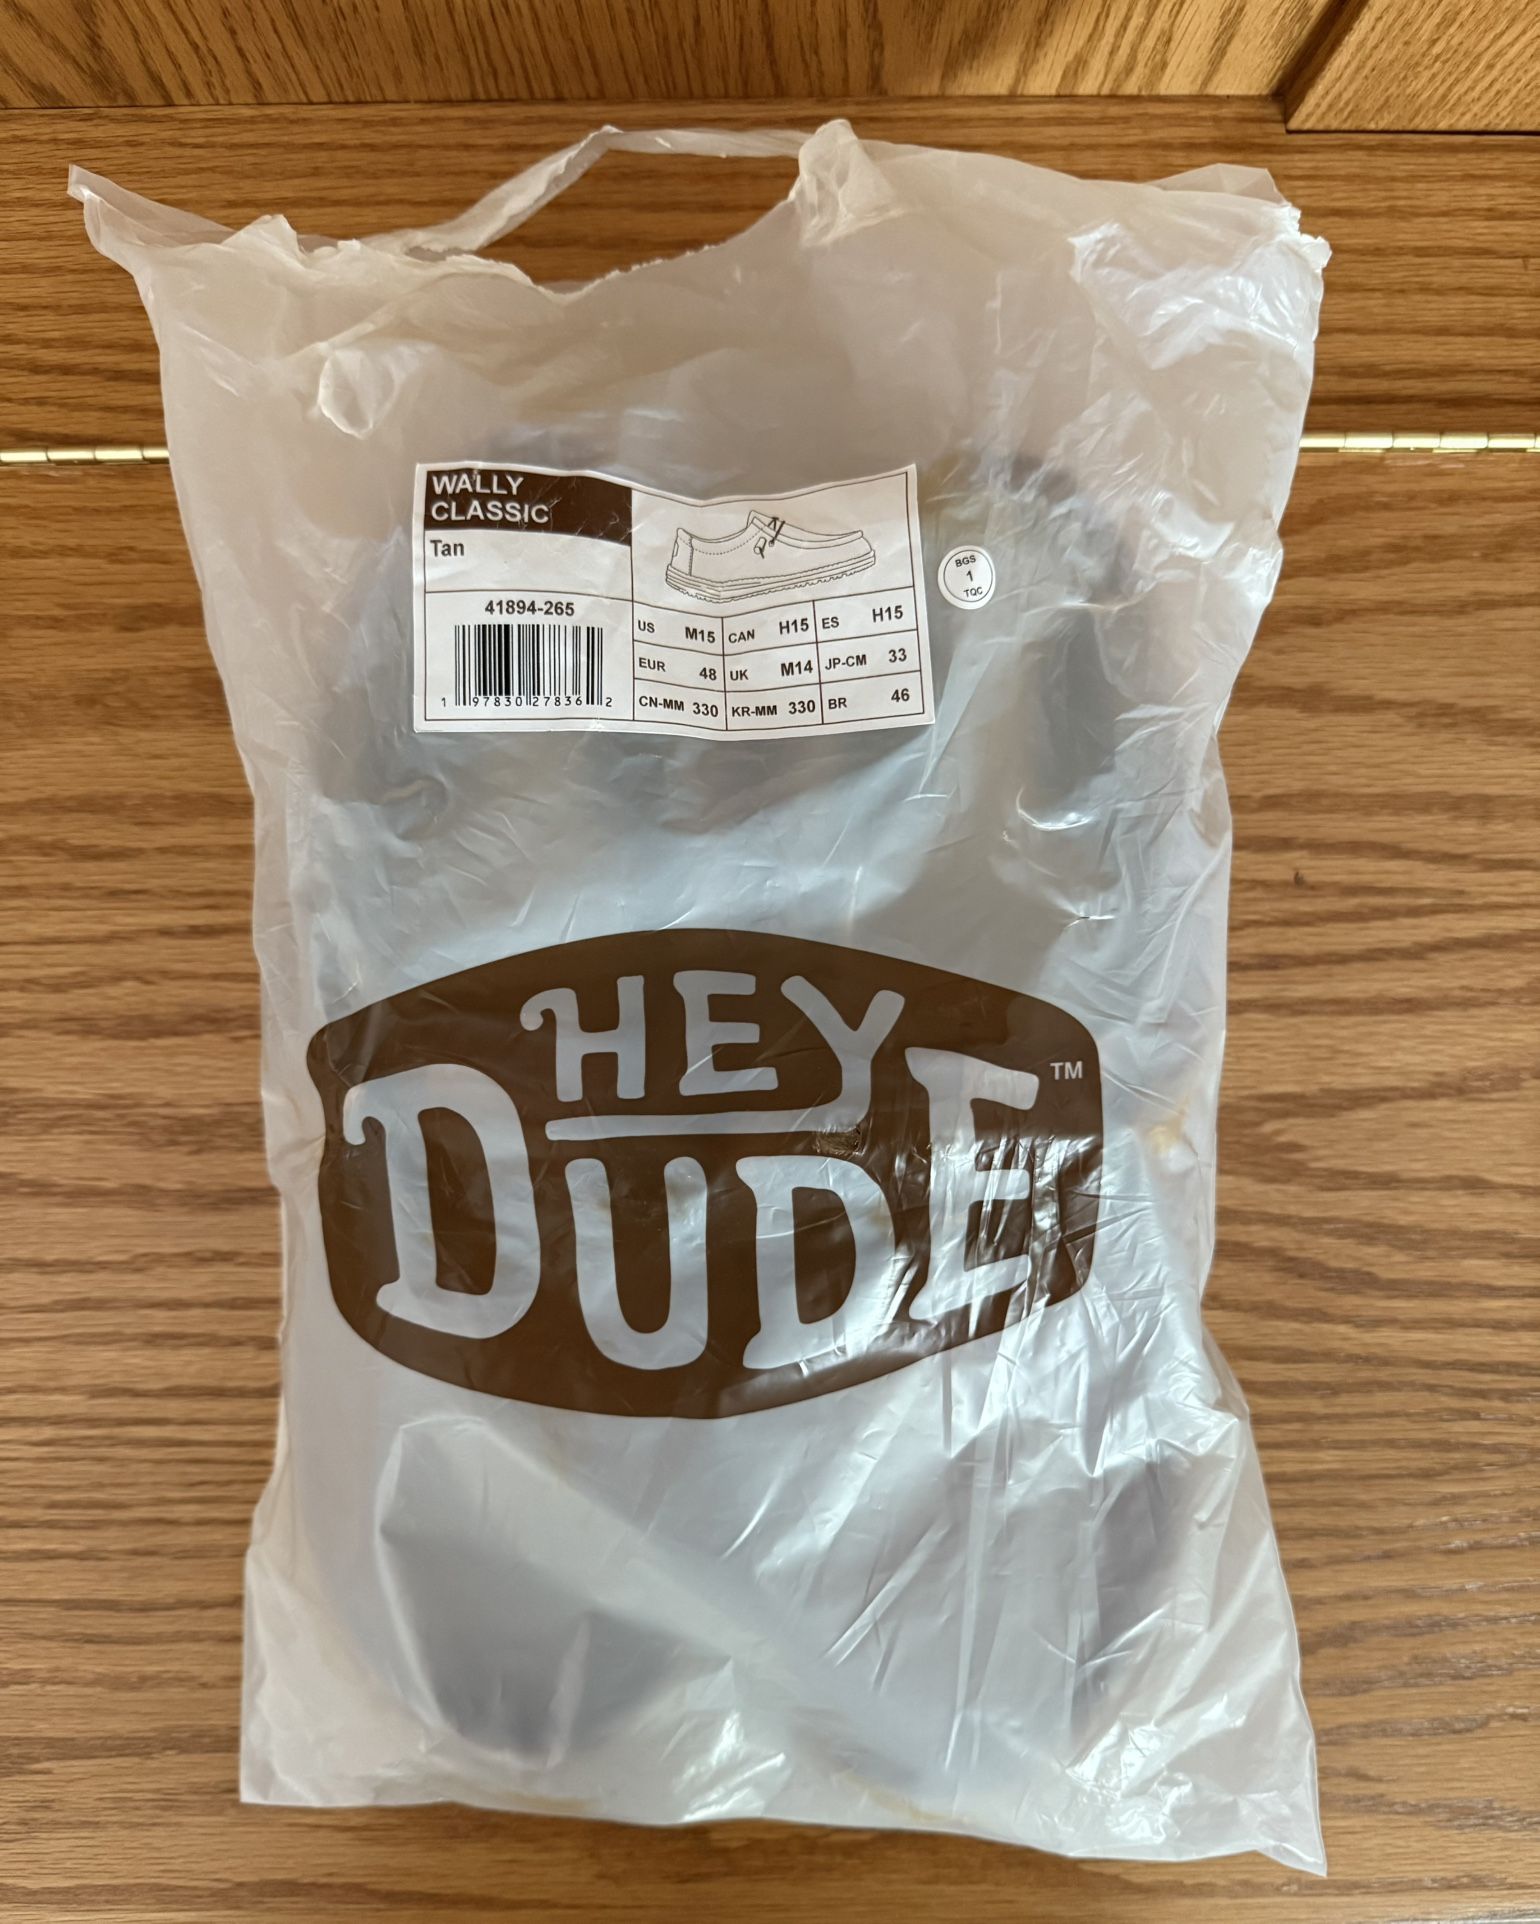 WALLY
CLASSIC
Tan
41894-265
1 97830 27836 2
US M15 CAN H15 ES H15
EUR 48 UK M14 JP-CM 33
CN-MM 330 KR-MM 330 BR 46
BGS
1
TQC
HEY
DUDE
TM